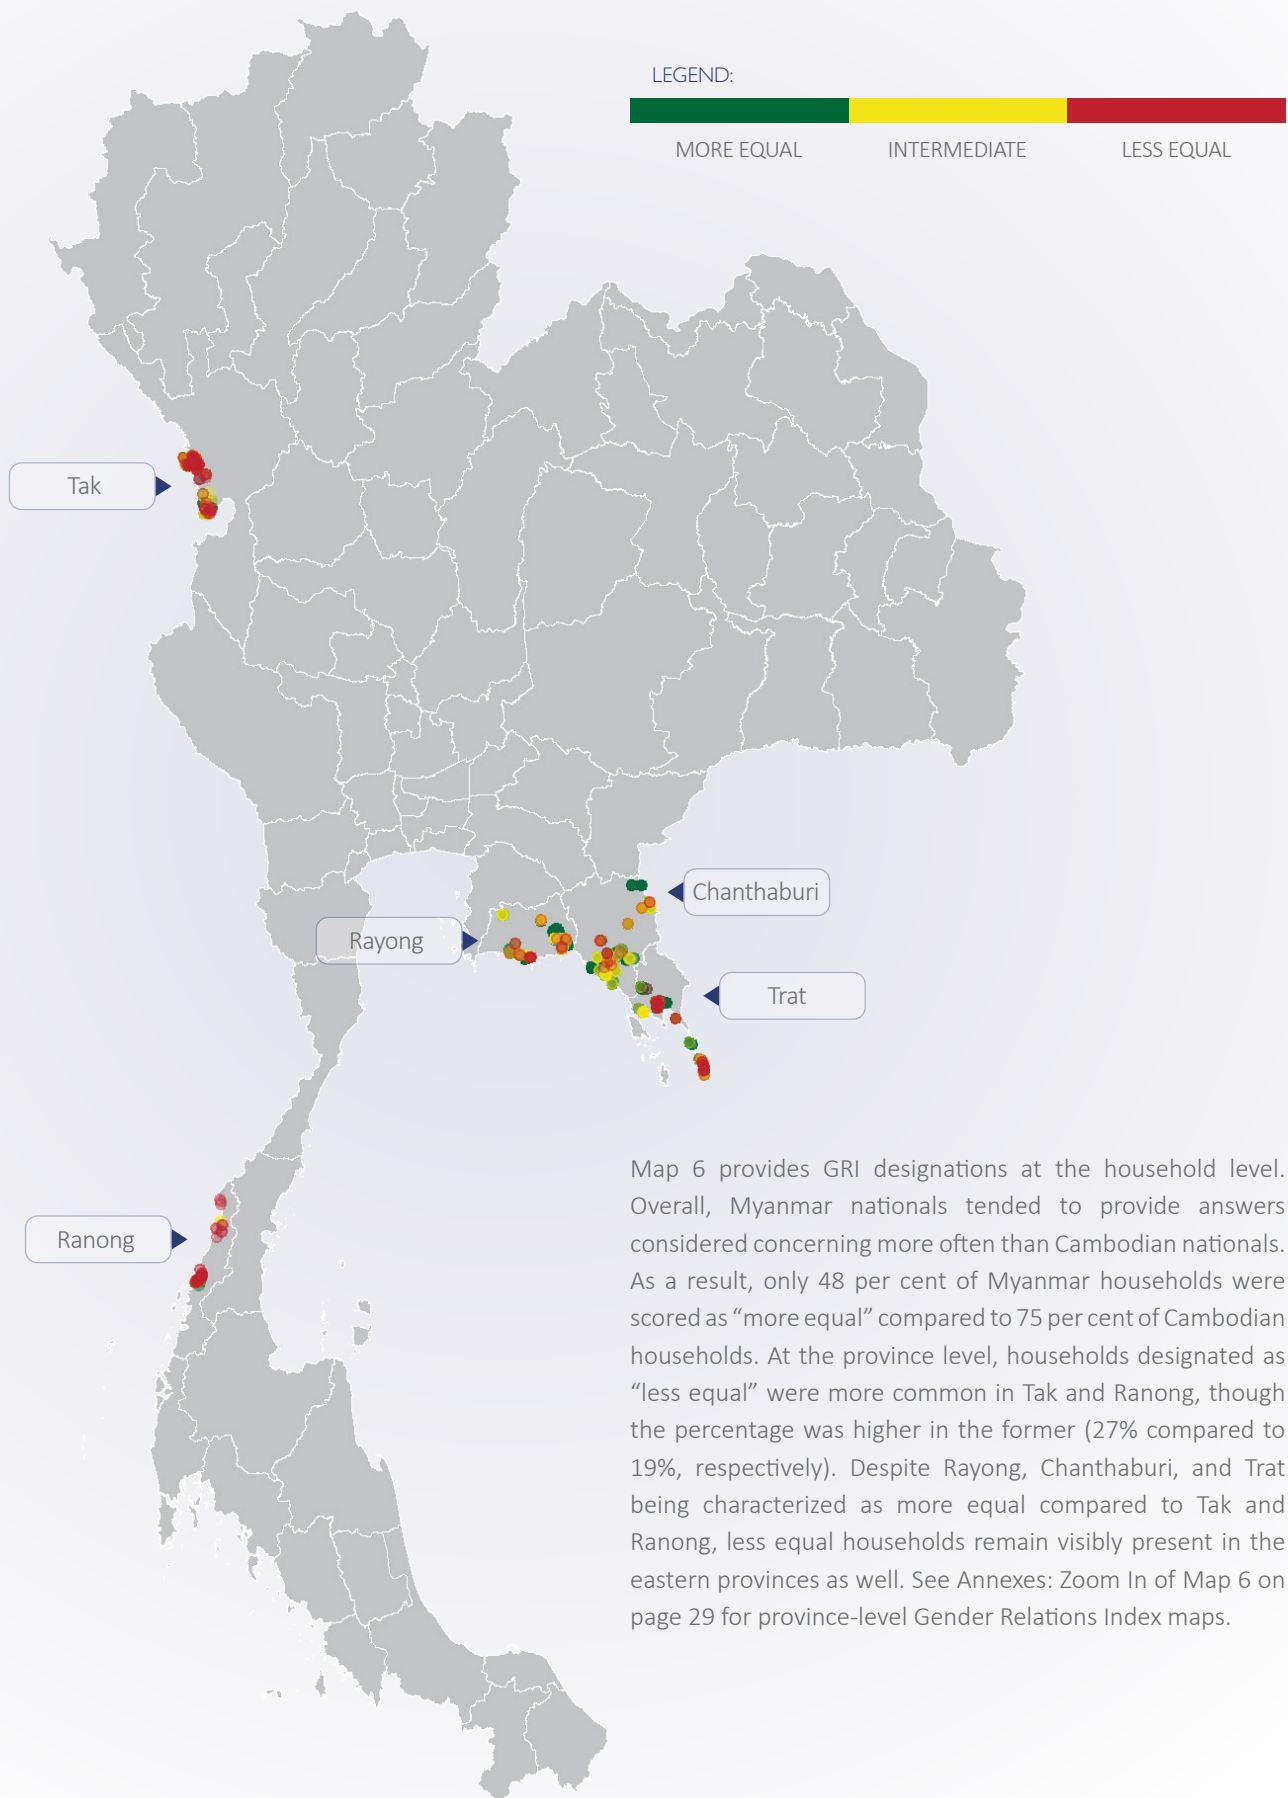 LEGEND:
MORE EQUAL
INTERMEDIATE
LESS EQUAL
Tak
Chanthaburi
Rayong
Trat
Ranong
Map 6 provides GRI designations at the household level.
Overall, Myanmar nationals tended to provide answers
considered concerning more often than Cambodian nationals.
As a result, only 48 per cent of Myanmar households were
scored as “more equal” compared to 75 per cent of Cambodian
households. At the province level, households designated as
“less equal” were more common in Tak and Ranong, though
the percentage was higher in the former (27% compared to
19%, respectively). Despite Rayong, Chanthaburi, and Trat
being characterized as more equal compared to Tak and
Ranong, less equal households remain visibly present in the
eastern provinces as well. See Annexes: Zoom In of Map 6 on
page 29 for province-level Gender Relations Index maps.